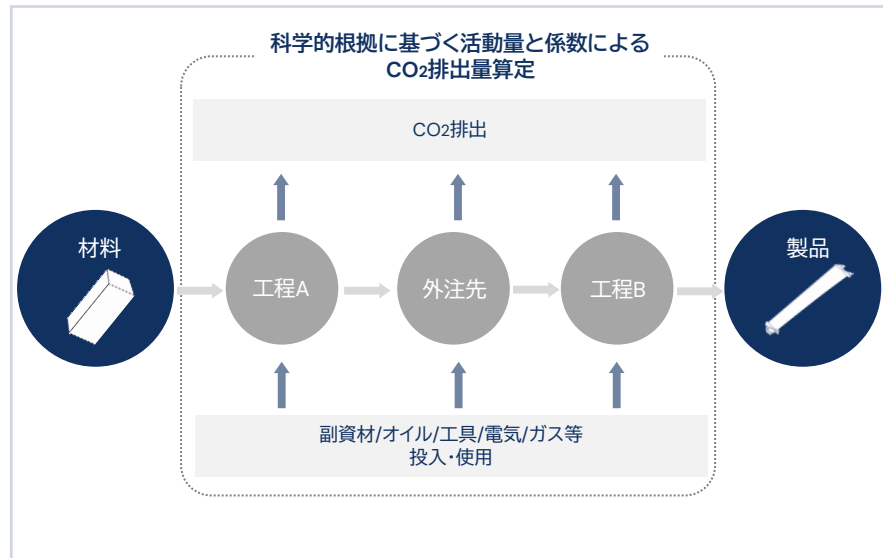 科学的根拠に基づく活動量と係数による
CO2排出量算定
CO2排出
材料
工程A
外注先
工程B
製品
副資材/オイル/工具/電気/ガス等
投入・使用